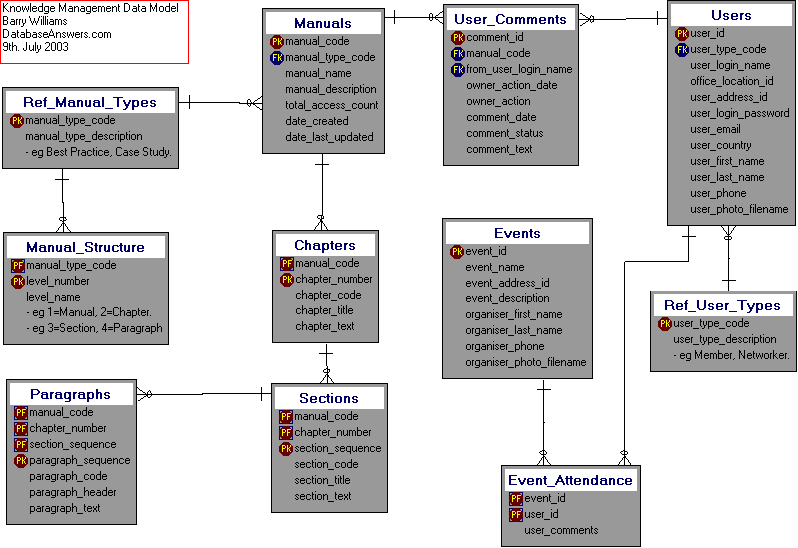 Knowledge Management Data Model
Barry Williams
DatabaseAnswers.com
9th. July 2003
Manuals
PK manual_code
FK manual_type_code
manual_name
manual_description
total_access_count
date_created
date_last_updated
User_Comments
PK comment_id
FK manual_code
FK from_user_login_name
owner_action_date
owner_action
comment_date
comment_status
comment_text
Users
PK user_id
FK user_type_code
user_login_name
office_location_id
user_address_id
user_login_password
user_email
user_country
user_first_name
user_last_name
user_phone
user_photo_filename
Ref_Manual_Types
PK manual_type_code
manual_type_description
- eg Best Practice, Case Study.
Manual_Structure
PF manual_type_code
PK level_number
level_name
- eg 1=Manual, 2=Chapter.
- eg 3=Section, 4=Paragraph
Chapters
PF manual_code
PK chapter_number
chapter_code
chapter_title
chapter_text
Events
PK event_id
event_name
event_address_id
event_description
organiser_first_name
organiser_last_name
organiser_phone
organiser_photo_filename
Ref_User_Types
PK user_type_code
user_type_description
- eg Member, Networker.
Paragraphs
PF manual_code
PF chapter_number
PF section_sequence
PK paragraph_sequence
paragraph_code
paragraph_header
paragraph_text
Sections
PF manual_code
PF chapter_number
PK section_sequence
section_code
section_title
section_text
Event_Attendance
PF event_id
PF user_id
user_comments